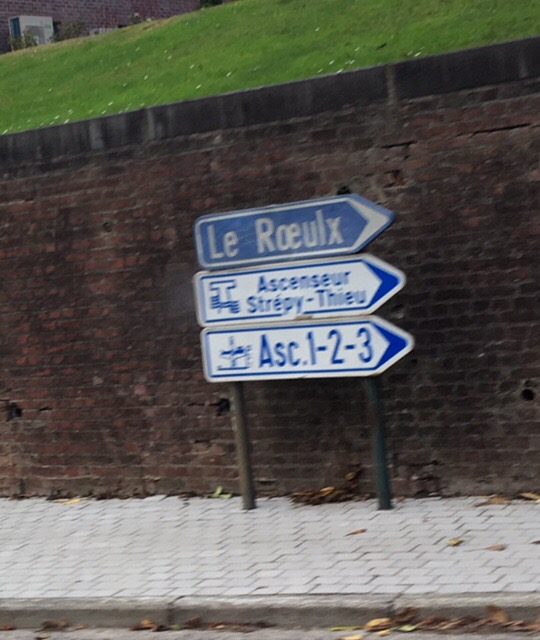 Le Rœulx
Ascenseur
Strépy-Thieu
Asc.1-2-3